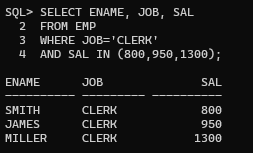 SQL> SELECT ENAME, JOB, SAL
  2  FROM EMP
  3  WHERE JOB='CLERK'
  4  AND SAL IN (800,950,1300);
ENAME      JOB              SAL
---------- --------- ----------
SMITH      CLERK            800
JAMES      CLERK            950
MILLER     CLERK           1300